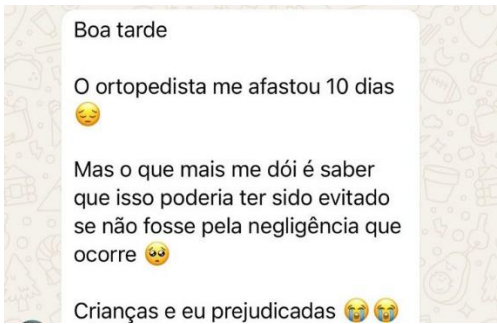 Boa tarde
O ortopedista me afastou 10 dias
😔
Mas o que mais me dói é saber
que isso poderia ter sido evitado
se não fosse pela negligência que
ocorre 🥺
Crianças e eu prejudicadas 😭😭